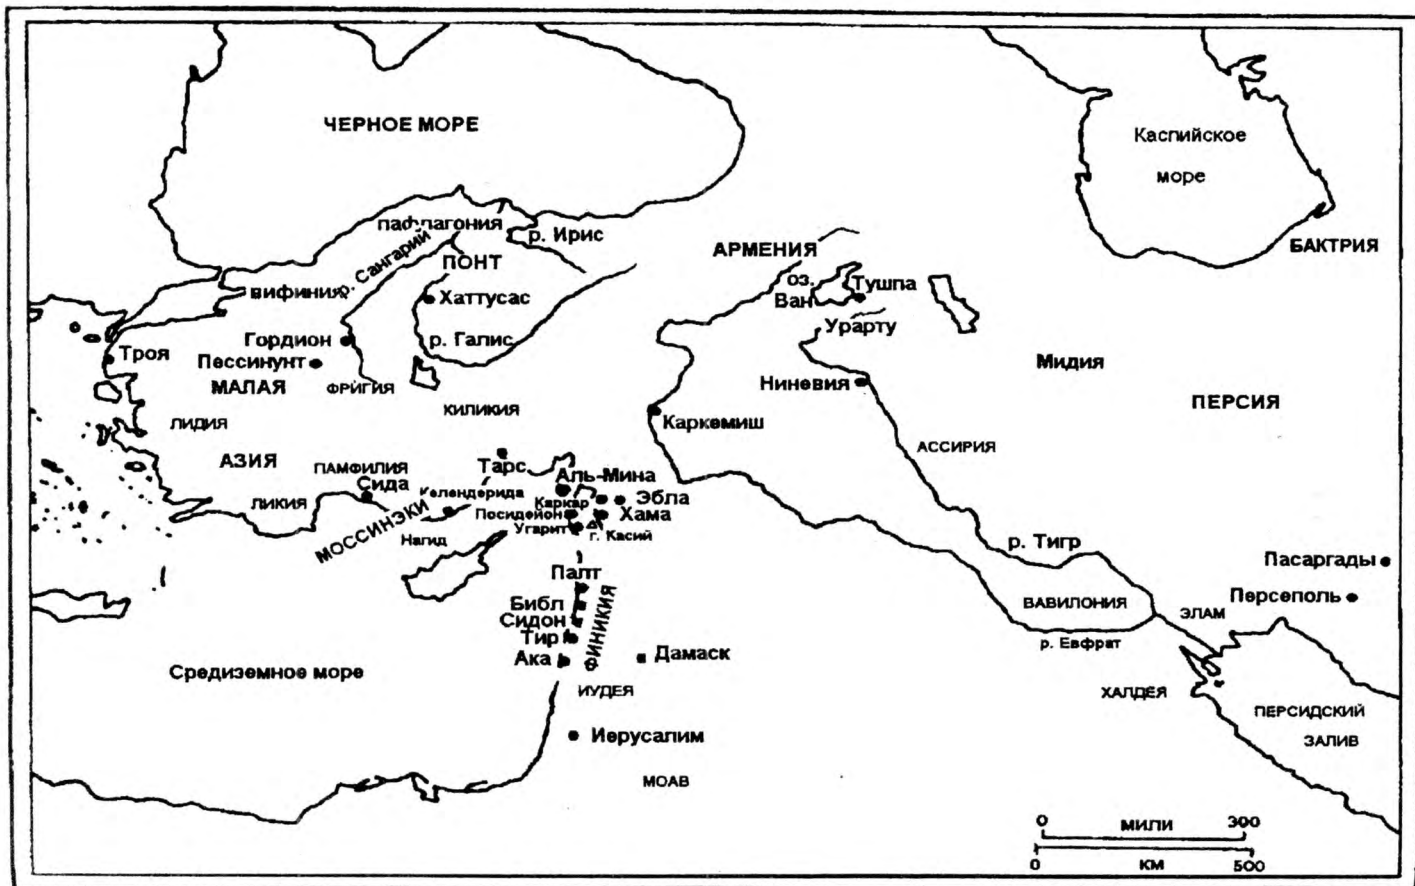 ЧЕРНОЕ МОРЕ
Каспийское
море
пафлагония
р. Ирис
р. Сангарий
ПОНТ
АРМЕНИЯ
БАКТРИЯ
вифиния
Хаттусас
оз.
Ван
Тушпа
Урарту
Гордион
р. Галис
Троя
Пессинунт
МАЛАЯ
ФРИГИЯ
Ниневия
Мидия
ПЕРСИЯ
КИЛИКИЯ
Каркемиш
ЛИДИЯ
АССИРИЯ
АЗИЯ
ПАМФИЛИЯ
Тарс
Аль-Мина
Сида
Келендерида
ЛИКИЯ
Каркар
Эбла
Посидейон
Хама
МОССИНЭКИ
Угарит
г. Касий
Нагид
р. Тигр
Пасаргады
Палт
Библ
ВАВИЛОНИЯ
Персеполь
Сидон
ЭЛАМ
Тир
ФИНИКИЯ
р. Евфрат
Ака
Дамаск
Средиземное море
ИУДЕЯ
ХАЛДЕЯ
ПЕРСИДСКИЙ
ЗАЛИВ
Иерусалим
МОАВ
0 МИЛИ 300
0 КМ 500